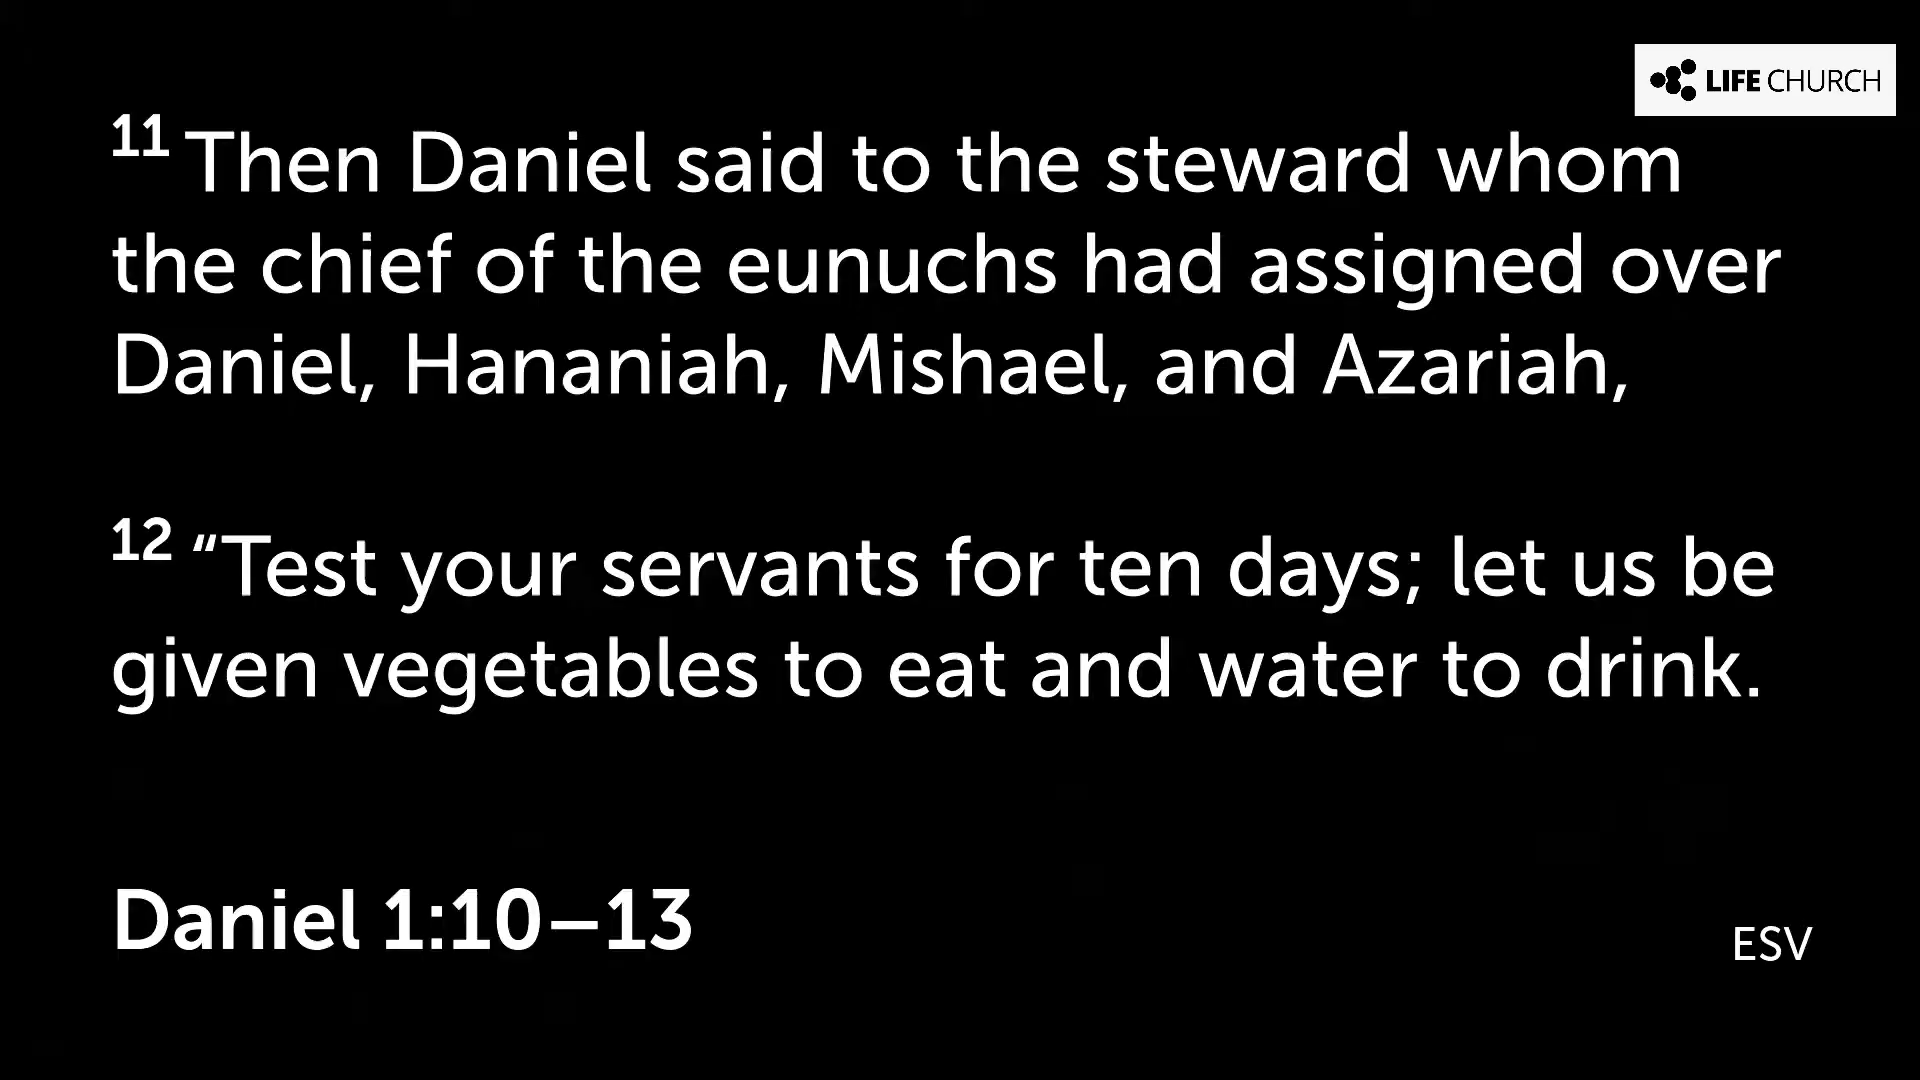 LIFE CHURCH
11 Then Daniel said to the steward whom
the chief of the eunuchs had assigned over
Daniel, Hananiah, Mishael, and Azariah,
12 “Test your servants for ten days; let us be
given vegetables to eat and water to drink.
Daniel 1:10–13
ESV